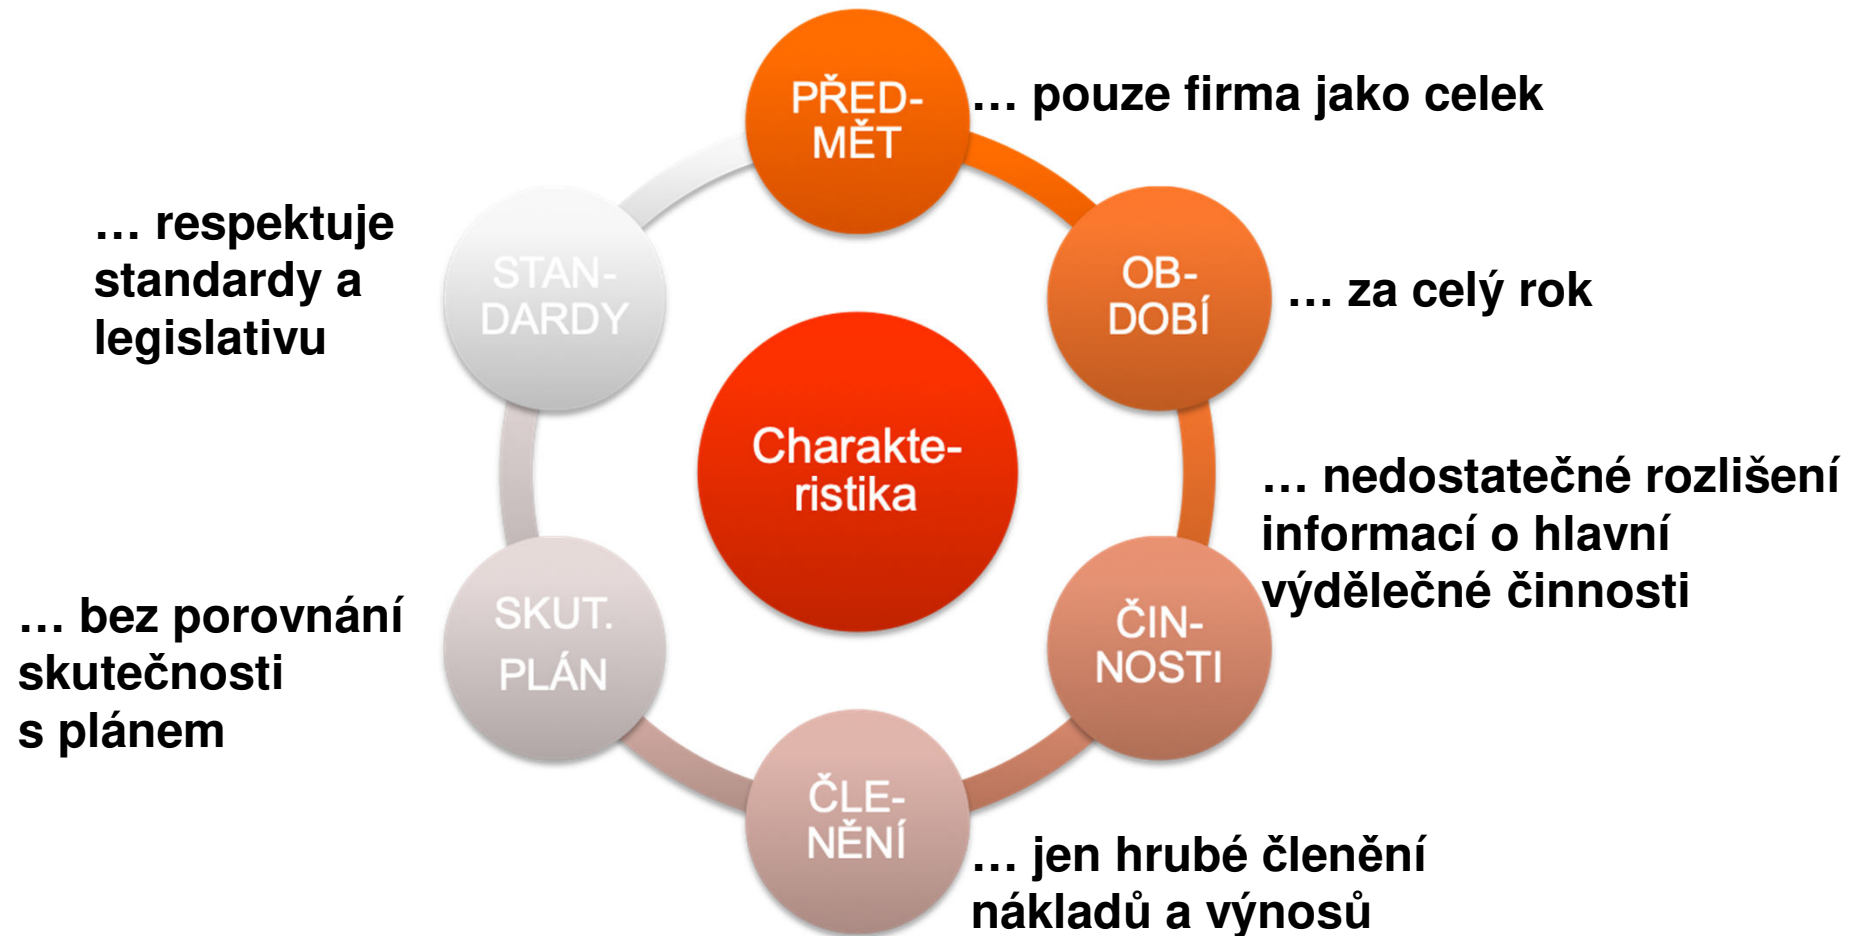 PŘED-
MĚT
… pouze firma jako celek
OB-
DOBÍ
… za celý rok
… nedostatečné rozlišení
informací o hlavní
výdělečné činnosti
ČIN-
NOSTI
ČLE-
NĚNÍ
… jen hrubé členění
nákladů a výnosů
SKUT.
PLÁN
… bez porovnání
skutečnosti
s plánem
STAN-
DARDY
… respektuje
standardy a
legislativu
Charakte-
ristika